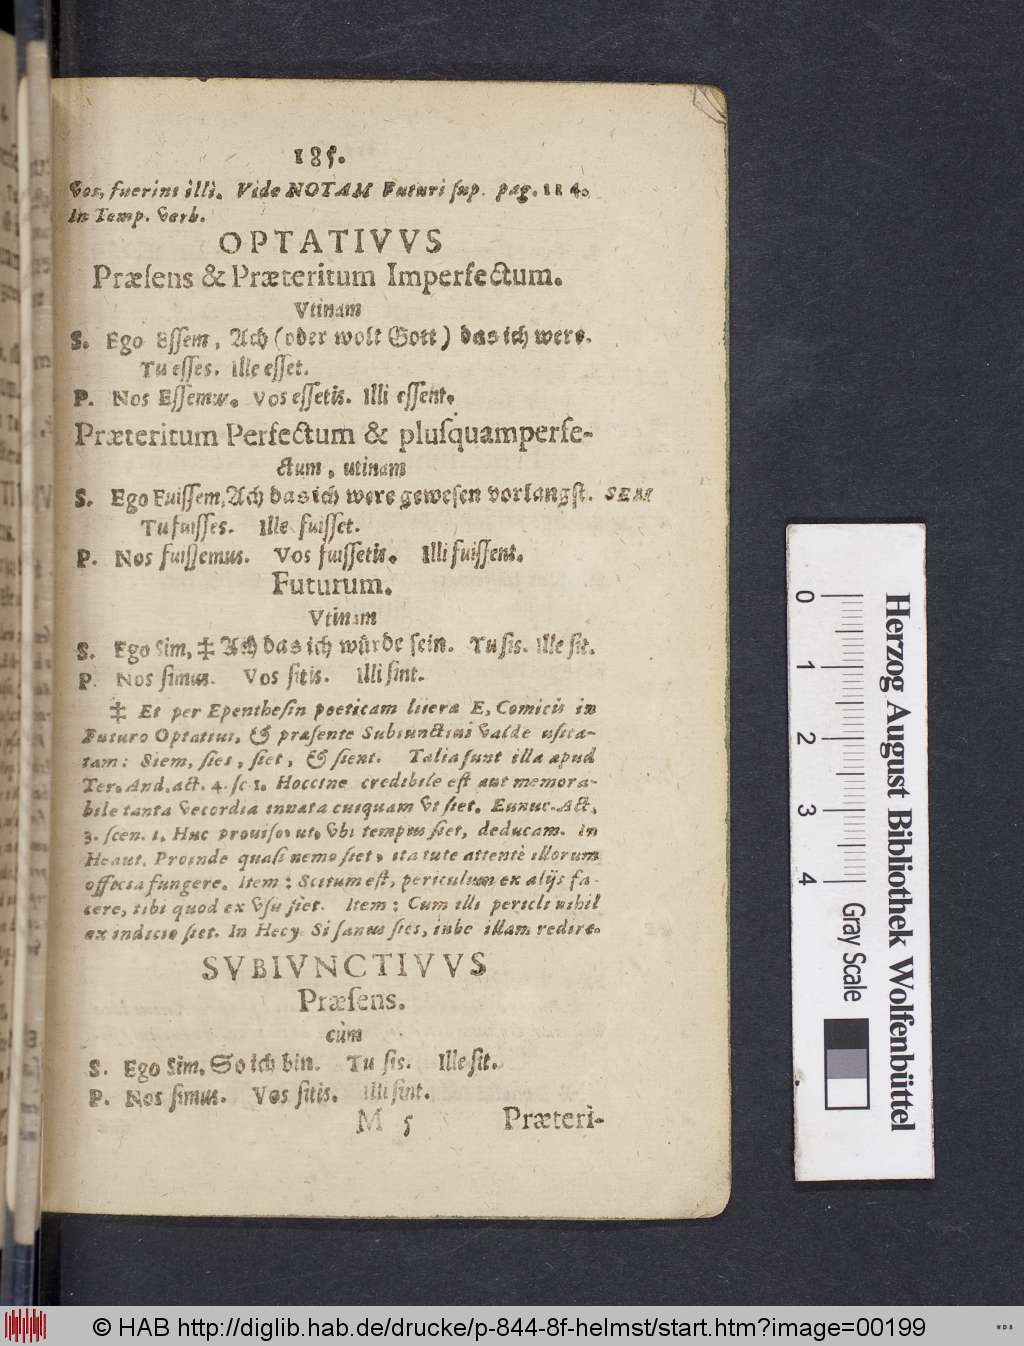 185.
Vos, fuerint illi. Vide NOTAM Futuri sup. pag. 114.
In Temp. Verb.
OPTATIVVS
Præſens & Præteritum Imperfectum.
Vtinam
S. Ego Eſſem, Ach (oder wolt Gott) das ich were.
Tu eſſes. Ille eſſet.
P. Nos Eſſemus. Vos eſſetis. Illi eſſent.
Præteritum Perfectum & pluſquamperfe-
ctum, utinam
S. Ego Fuiſſem, Ach das ich were geweſen vorlangſt. SEM
Tu fuiſſes. Ille fuiſſet.
P. Nos fuiſſemus. Vos fuiſſetis. Illi fuiſſent.
Futurum.
Vtinam
S. Ego Sim, ‡ Ach das ich würde ſein. Tu ſis. Ille ſit.
P. Nos ſimus. Vos ſitis. Illi ſint.
‡ Et per Epentheſin poeticam litera E, Comicis in
Futuro Optativi, & præſente Subiunctivi valde uſita-
tam: Siem, ſies, ſiet, & ſient. Talia ſunt illa apud
Ter. And. act. 4. ſc 1. Hoccine credibile eſt aut memora-
bile tanta vecordia innata cuiquam Vt ſiet. Eunuc. Act.
3. ſcen. 1. Huc proviſo, ut, Vbi tempus ſiet, deducam. In
Heaut. Proinde quaſi nemo ſiet, ita tute attentè illorum
officia fungere. Item: Scitum eſt, periculum ex alijs fa-
cere, tibi quod ex Vſu ſiet. Item: Cum illi pericli nihil
ex indicio ſiet. In Hecy. Si ſanus ſies, iube illam redire.
SVBIVNCTIVVS
Præſens.
cùm
S. Ego Sim, So ich bin. Tu ſis. Ille ſit.
P. Nos ſimus. Vos ſitis. Illi ſint.
M 5 Præteri-
0 1 2 3 4
Gray Scale
Herzog August Bibliothek Wolfenbüttel
© HAB http://diglib.hab.de/drucke/p-844-8f-helmst/start.htm?image=00199